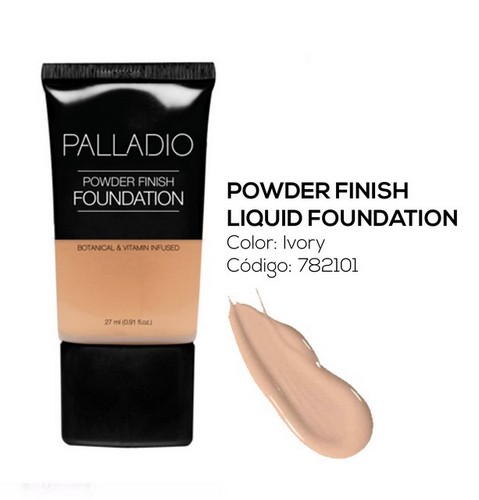 PALLADIO
POWDER FINISH
FOUNDATION
BOTANICAL & VITAMIN INFUSED
27 ml (0.91 fl.oz.)
POWDER FINISH
LIQUID FOUNDATION
Color: Ivory
Código: 782101